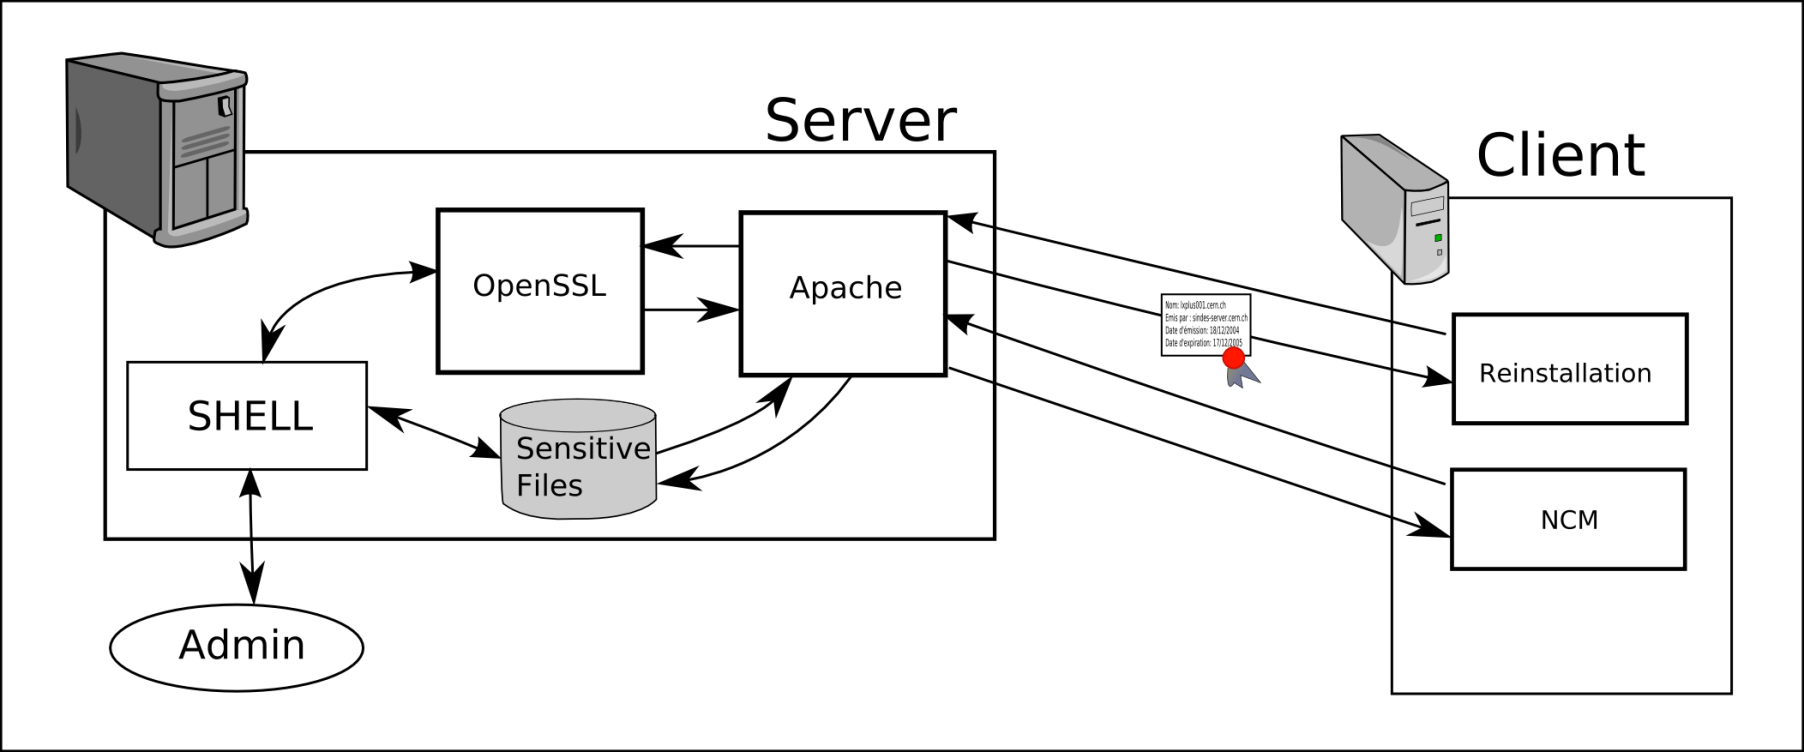 Server
Client
OpenSSL
Apache
Nom: lxplus001.cern.ch
Emis par : sindes-server.cern.ch
Date d'émission: 18/12/2004
Date d'expiration: 17/12/2005
Reinstallation
SHELL
Sensitive
Files
NCM
Admin